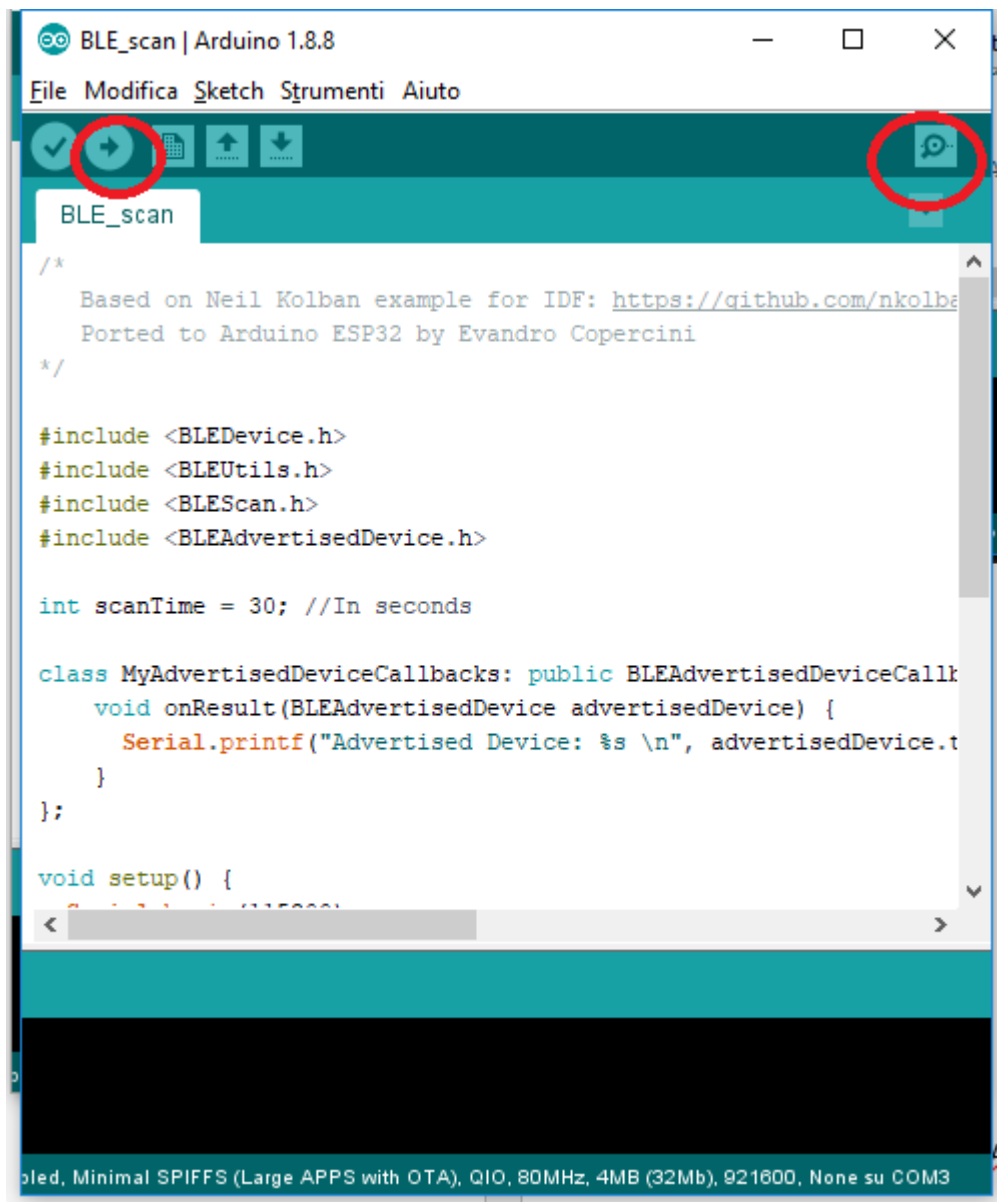 BLE_scan | Arduino 1.8.8
File Modifica Sketch Strumenti Aiuto
BLE_scan
/*
Based on Neil Kolban example for IDF: https://github.com/nkolba
Ported to Arduino ESP32 by Evandro Copercini
*/
#include <BLEDevice.h>
#include <BLEUtils.h>
#include <BLEScan.h>
#include <BLEAdvertisedDevice.h>
int scanTime = 30; //In seconds
class MyAdvertisedDeviceCallbacks: public BLEAdvertisedDeviceCallb
void onResult(BLEAdvertisedDevice advertisedDevice) {
Serial.printf("Advertised Device: %s \n", advertisedDevice.t
}
};
void setup() {
bled, Minimal SPIFFS (Large APPS with OTA), QIO, 80MHz, 4MB (32Mb), 921600, None su COM3